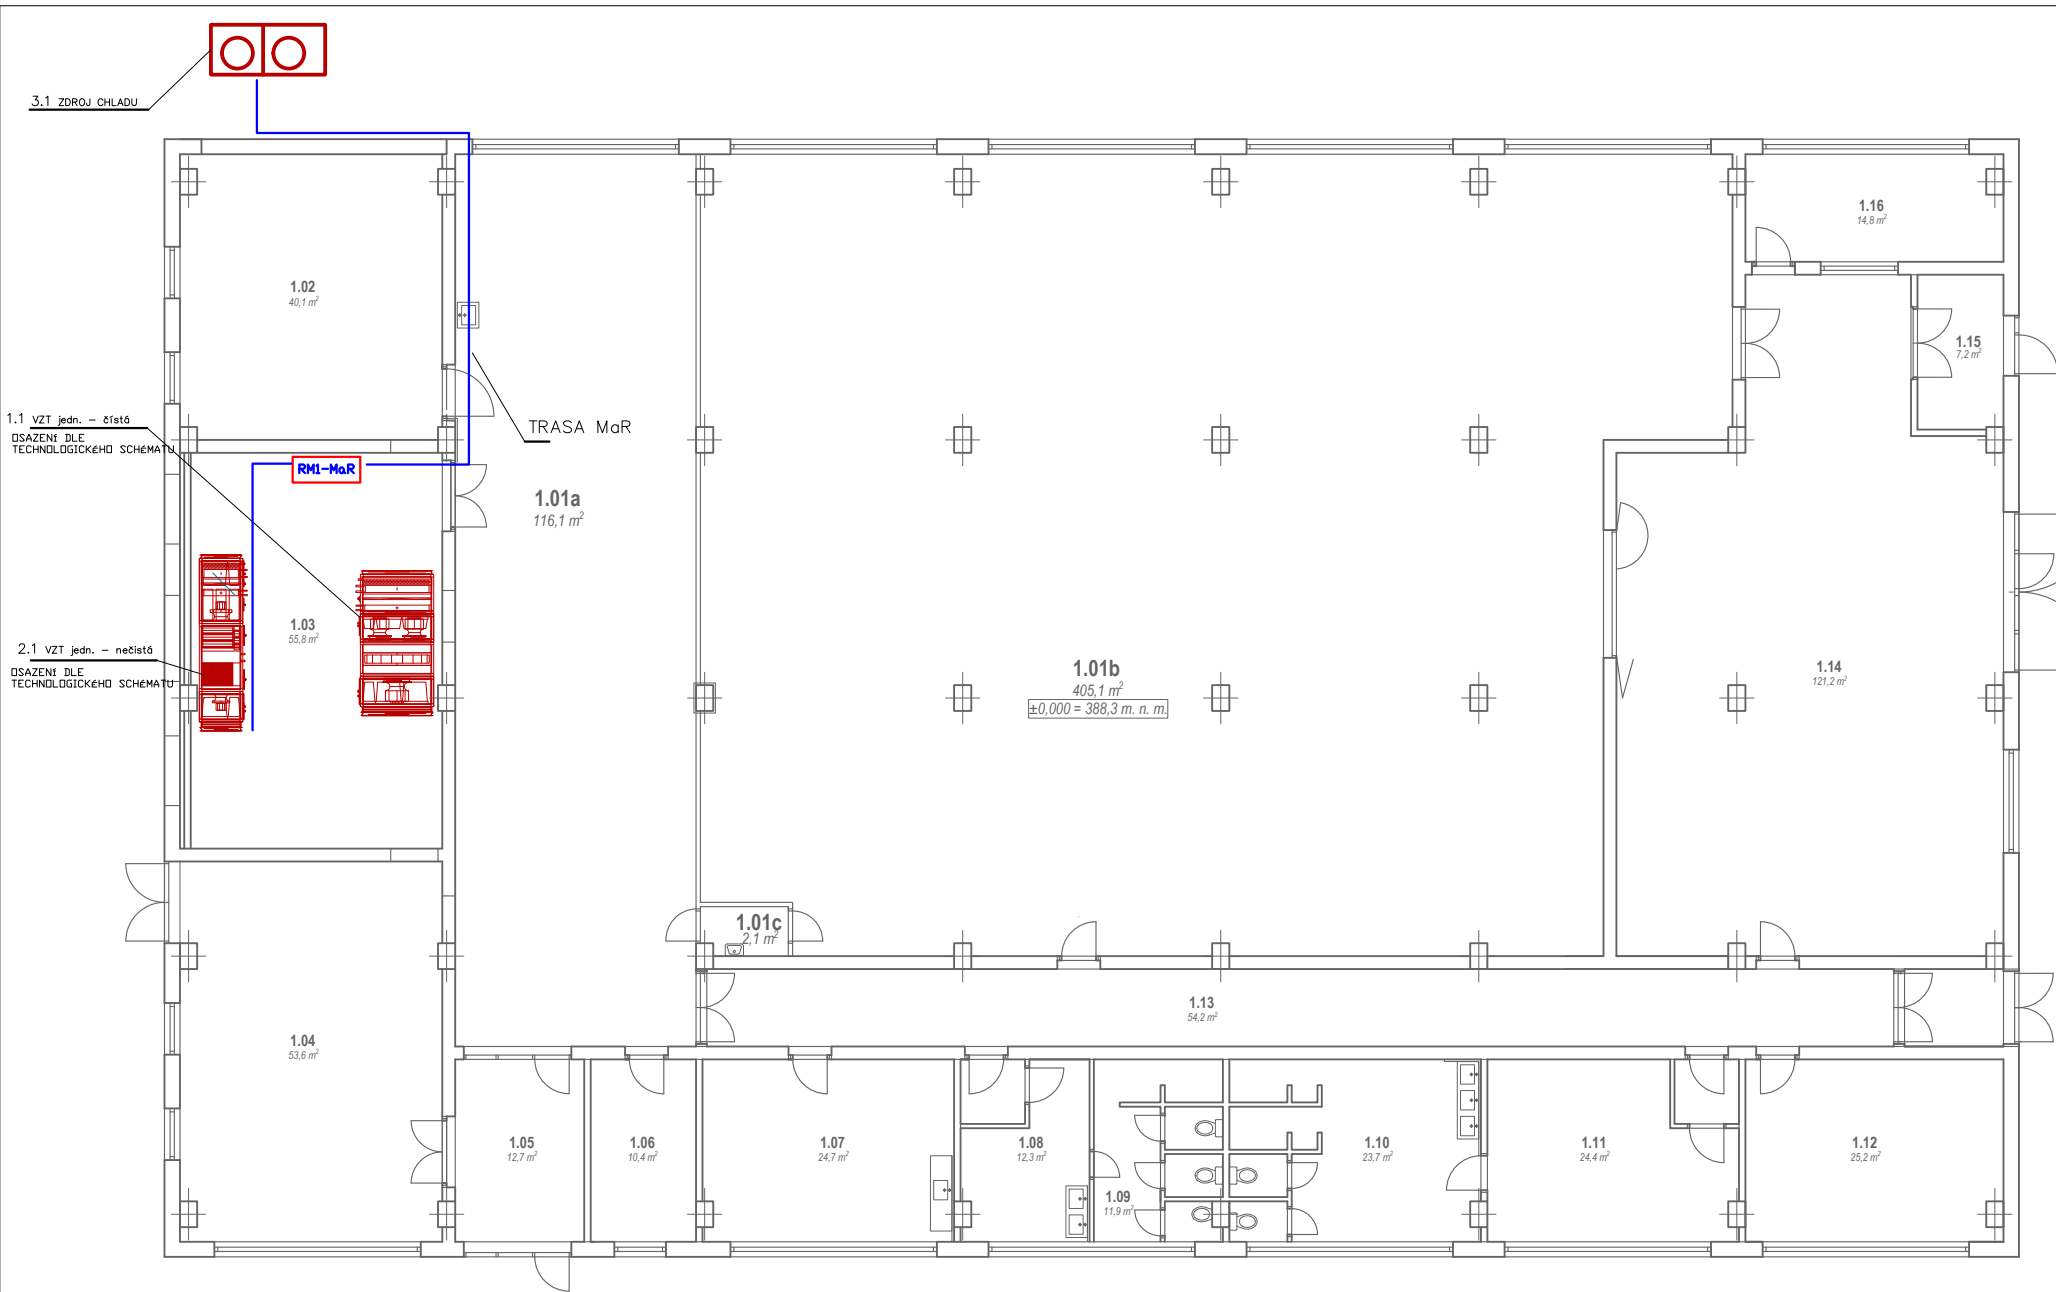 3.1 ZDROJ CHLADU
1.16
14,8 m²
1.02
40,1 m²
1.15
7,2 m²
1.1 VZT jedn. – čístá
OSAZENÍ DLE
TECHNOLOGICKÉHO SCHÉMATU
TRASA MaR
RM1-MaR
1.01a
116,1 m²
1.03
55,8 m²
2.1 VZT jedn. – nečístá
OSAZENÍ DLE
TECHNOLOGICKÉHO SCHÉMATU
1.01b
405,1 m²
±0,000 = 388,3 m. n. m.
1.14
121,2 m²
1.01c
2,1 m²
1.13
54,2 m²
1.04
53,6 m²
1.05
12,7 m²
1.06
10,4 m²
1.07
24,7 m²
1.08
12,3 m²
1.09
11,9 m²
1.10
23,7 m²
1.11
24,4 m²
1.12
25,2 m²